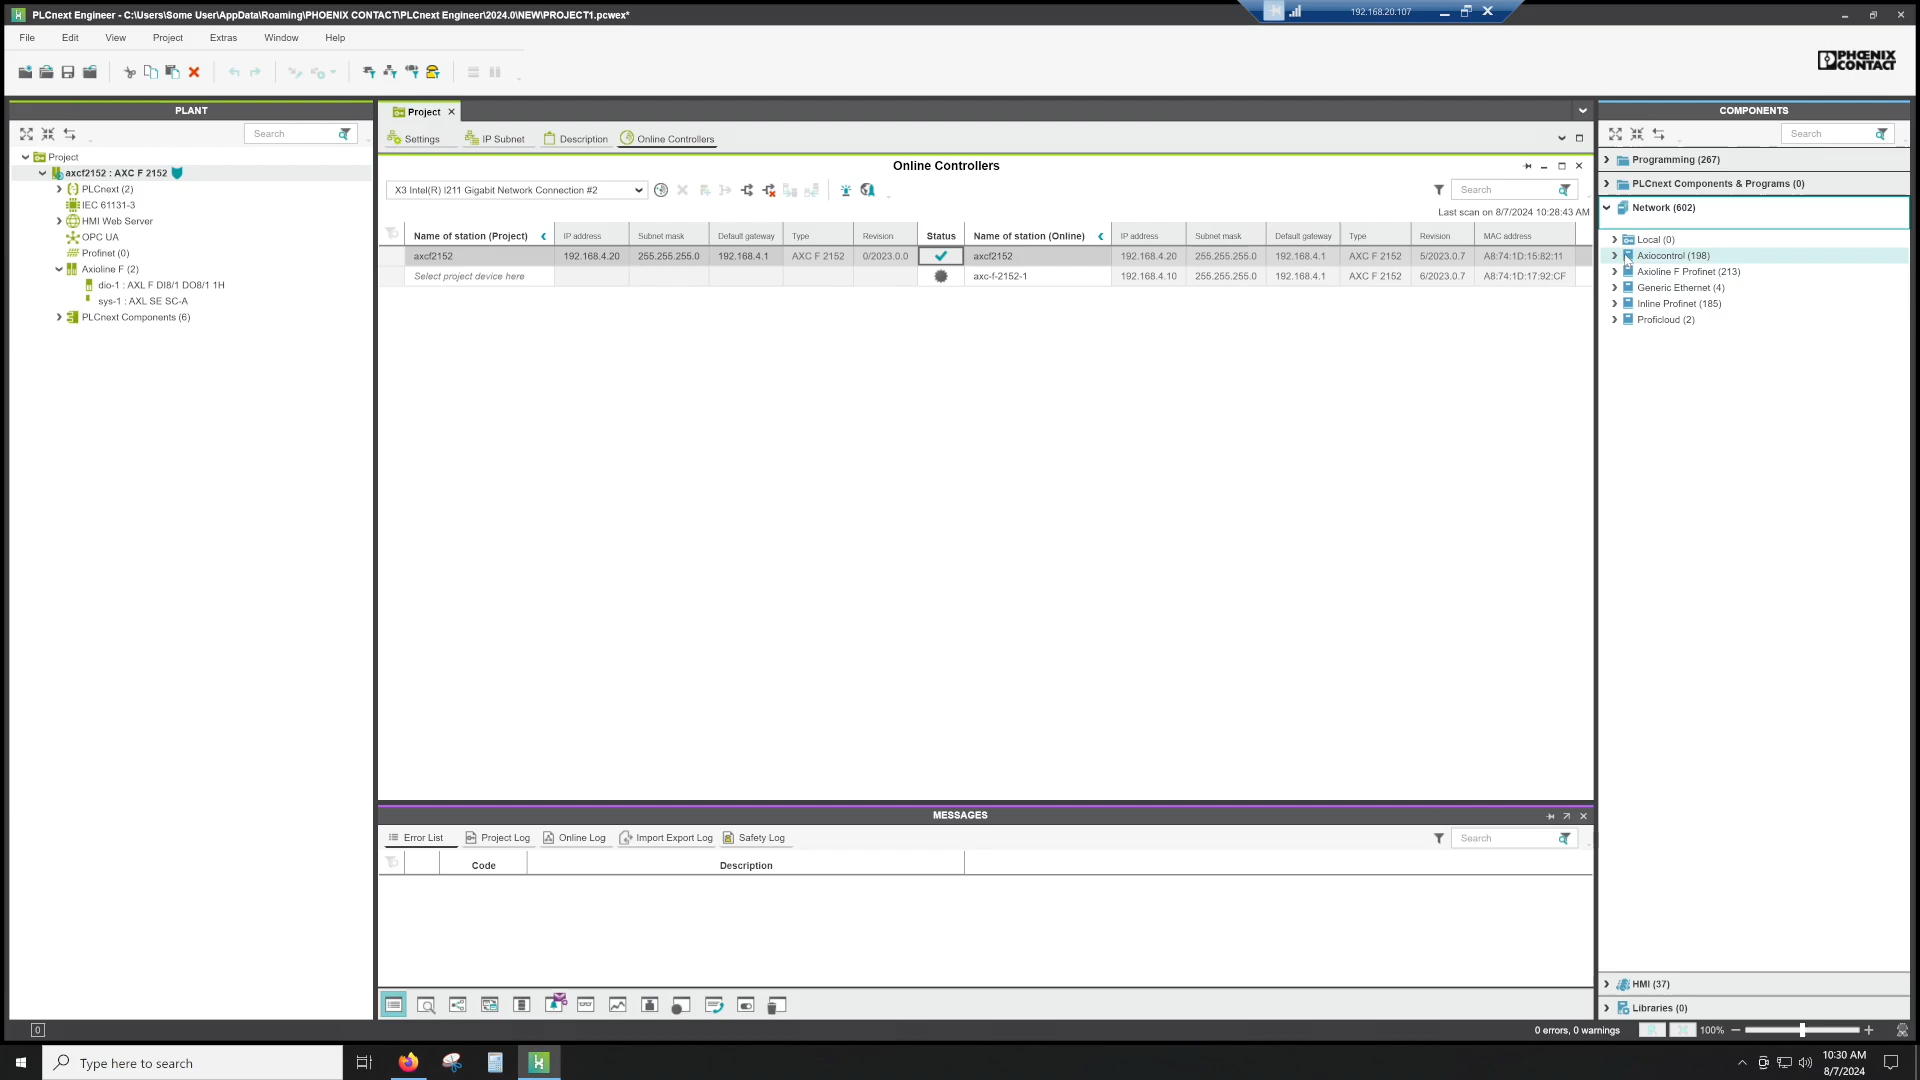 PLCnext Engineer - C:\Users\Some User\AppData\Roaming\PHOENIX CONTACT\PLCnext Engineer\2024.0\NEW\PROJECT1.pcwex*
192.168.20.107
File Edit View Project Extras Window Help
PHOENIX CONTACT
PLANT
Search
Project
axcf2152 : AXC F 2152
PLCnext (2)
IEC 61131-3
HMI Web Server
OPC UA
Profinet (0)
Axioline F (2)
dio-1 : AXL F DI8/1 DO8/1 1H
sys-1 : AXL SE SC-A
PLCnext Components (6)
Project
Settings IP Subnet Description Online Controllers
Online Controllers
X3 Intel(R) I211 Gigabit Network Connection #2
Search
Last scan on 8/7/2024 10:28:43 AM
Name of station (Project) IP address Subnet mask Default gateway Type Revision Status Name of station (Online) IP address Subnet mask Default gateway Type Revision MAC address
axcf2152 192.168.4.20 255.255.255.0 192.168.4.1 AXC F 2152 0/2023.0.0 axcf2152 192.168.4.20 255.255.255.0 192.168.4.1 AXC F 2152 5/2023.0.7 A8:74:1D:15:82:11
Select project device here axc-f-2152-1 192.168.4.10 255.255.255.0 192.168.4.1 AXC F 2152 6/2023.0.7 A8:74:1D:17:92:CF
MESSAGES
Error List Project Log Online Log Import Export Log Safety Log
Search
Code Description
COMPONENTS
Search
Programming (267)
PLCnext Components & Programs (0)
Network (602)
Local (0)
Axiocontrol (198)
Axioline F Profinet (213)
Generic Ethernet (4)
Inline Profinet (185)
Proficloud (2)
HMI (37)
Libraries (0)
0
0 errors, 0 warnings
100%
Type here to search
10:30 AM
8/7/2024